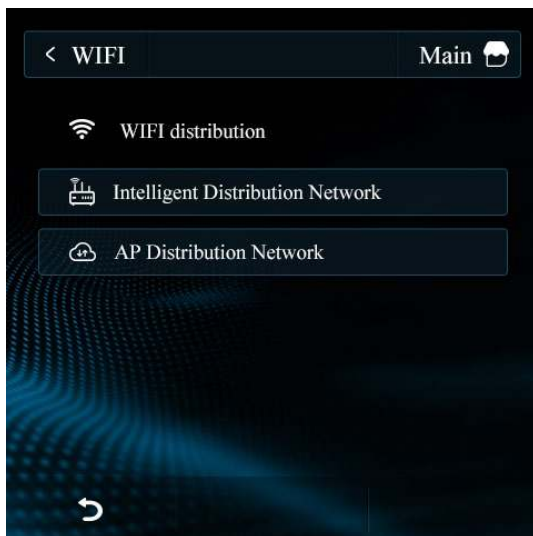 < WIFI
Main
WIFI distribution
Intelligent Distribution Network
AP Distribution Network